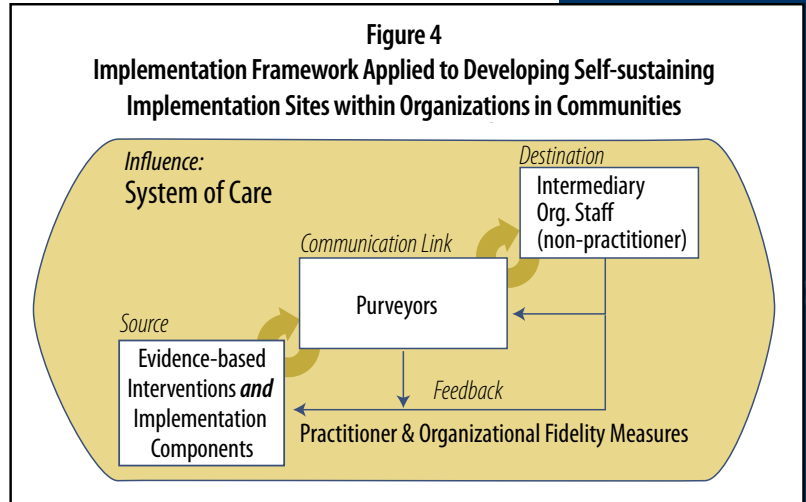 Figure 4
Implementation Framework Applied to Developing Self-sustaining
Implementation Sites within Organizations in Communities
Influence:
System of Care
Destination
Intermediary
Org. Staff
(non-practitioner)
Communication Link
Purveyors
Source
Evidence-based
Interventions and
Implementation
Components
Feedback
Practitioner & Organizational Fidelity Measures